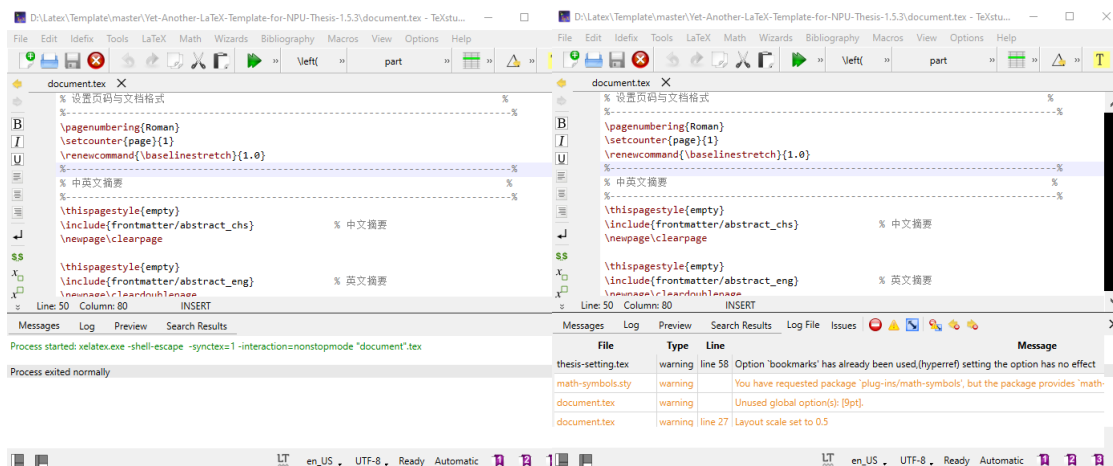 D:\Latex\Template\master\Yet-Another-LaTeX-Template-for-NPU-Thesis-1.5.3\document.tex - TeXstu...
File Edit Idefix Tools LaTeX Math Wizards Bibliography Macros View Options Help
\left( part
document.tex
% 设置页码与文档格式 %
%--------------------------------------------------------------------------%
\pagenumbering{Roman}
\setcounter{page}{1}
\renewcommand{\baselinestretch}{1.0}
%--------------------------------------------------------------------------%
% 中英文摘要 %
%--------------------------------------------------------------------------%
\thispagestyle{empty}
\include{frontmatter/abstract_chs} % 中文摘要
\newpage\clearpage
\thispagestyle{empty}
\include{frontmatter/abstract_eng} % 英文摘要
\newpage\cleardoublepage
Line: 50 Column: 80 INSERT
Messages Log Preview Search Results
Process started: xelatex.exe -shell-escape -synctex=1 -interaction=nonstopmode "document".tex
Process exited normally
LT en_US UTF-8 Ready Automatic 1 2
D:\Latex\Template\master\Yet-Another-LaTeX-Template-for-NPU-Thesis-1.5.3\document.tex - TeXstu...
File Edit Idefix Tools LaTeX Math Wizards Bibliography Macros View Options Help
\left( part
document.tex
% 设置页码与文档格式 %
%--------------------------------------------------------------------------%
\pagenumbering{Roman}
\setcounter{page}{1}
\renewcommand{\baselinestretch}{1.0}
%--------------------------------------------------------------------------%
% 中英文摘要 %
%--------------------------------------------------------------------------%
\thispagestyle{empty}
\include{frontmatter/abstract_chs} % 中文摘要
\newpage\clearpage
\thispagestyle{empty}
\include{frontmatter/abstract_eng} % 英文摘要
\newpage\cleardoublepage
Line: 50 Column: 80 INSERT
Messages Log Preview Search Results Log File Issues
File Type Line Message
thesis-setting.tex warning line 58 Option `bookmarks' has already been used,(hyperref) setting the option has no effect
math-symbols.sty warning You have requested package `plug-ins/math-symbols', but the package provides `math-
document.tex warning Unused global option(s): [9pt].
document.tex warning line 27 Layout scale set to 0.5
LT en_US UTF-8 Ready Automatic 1 2 3